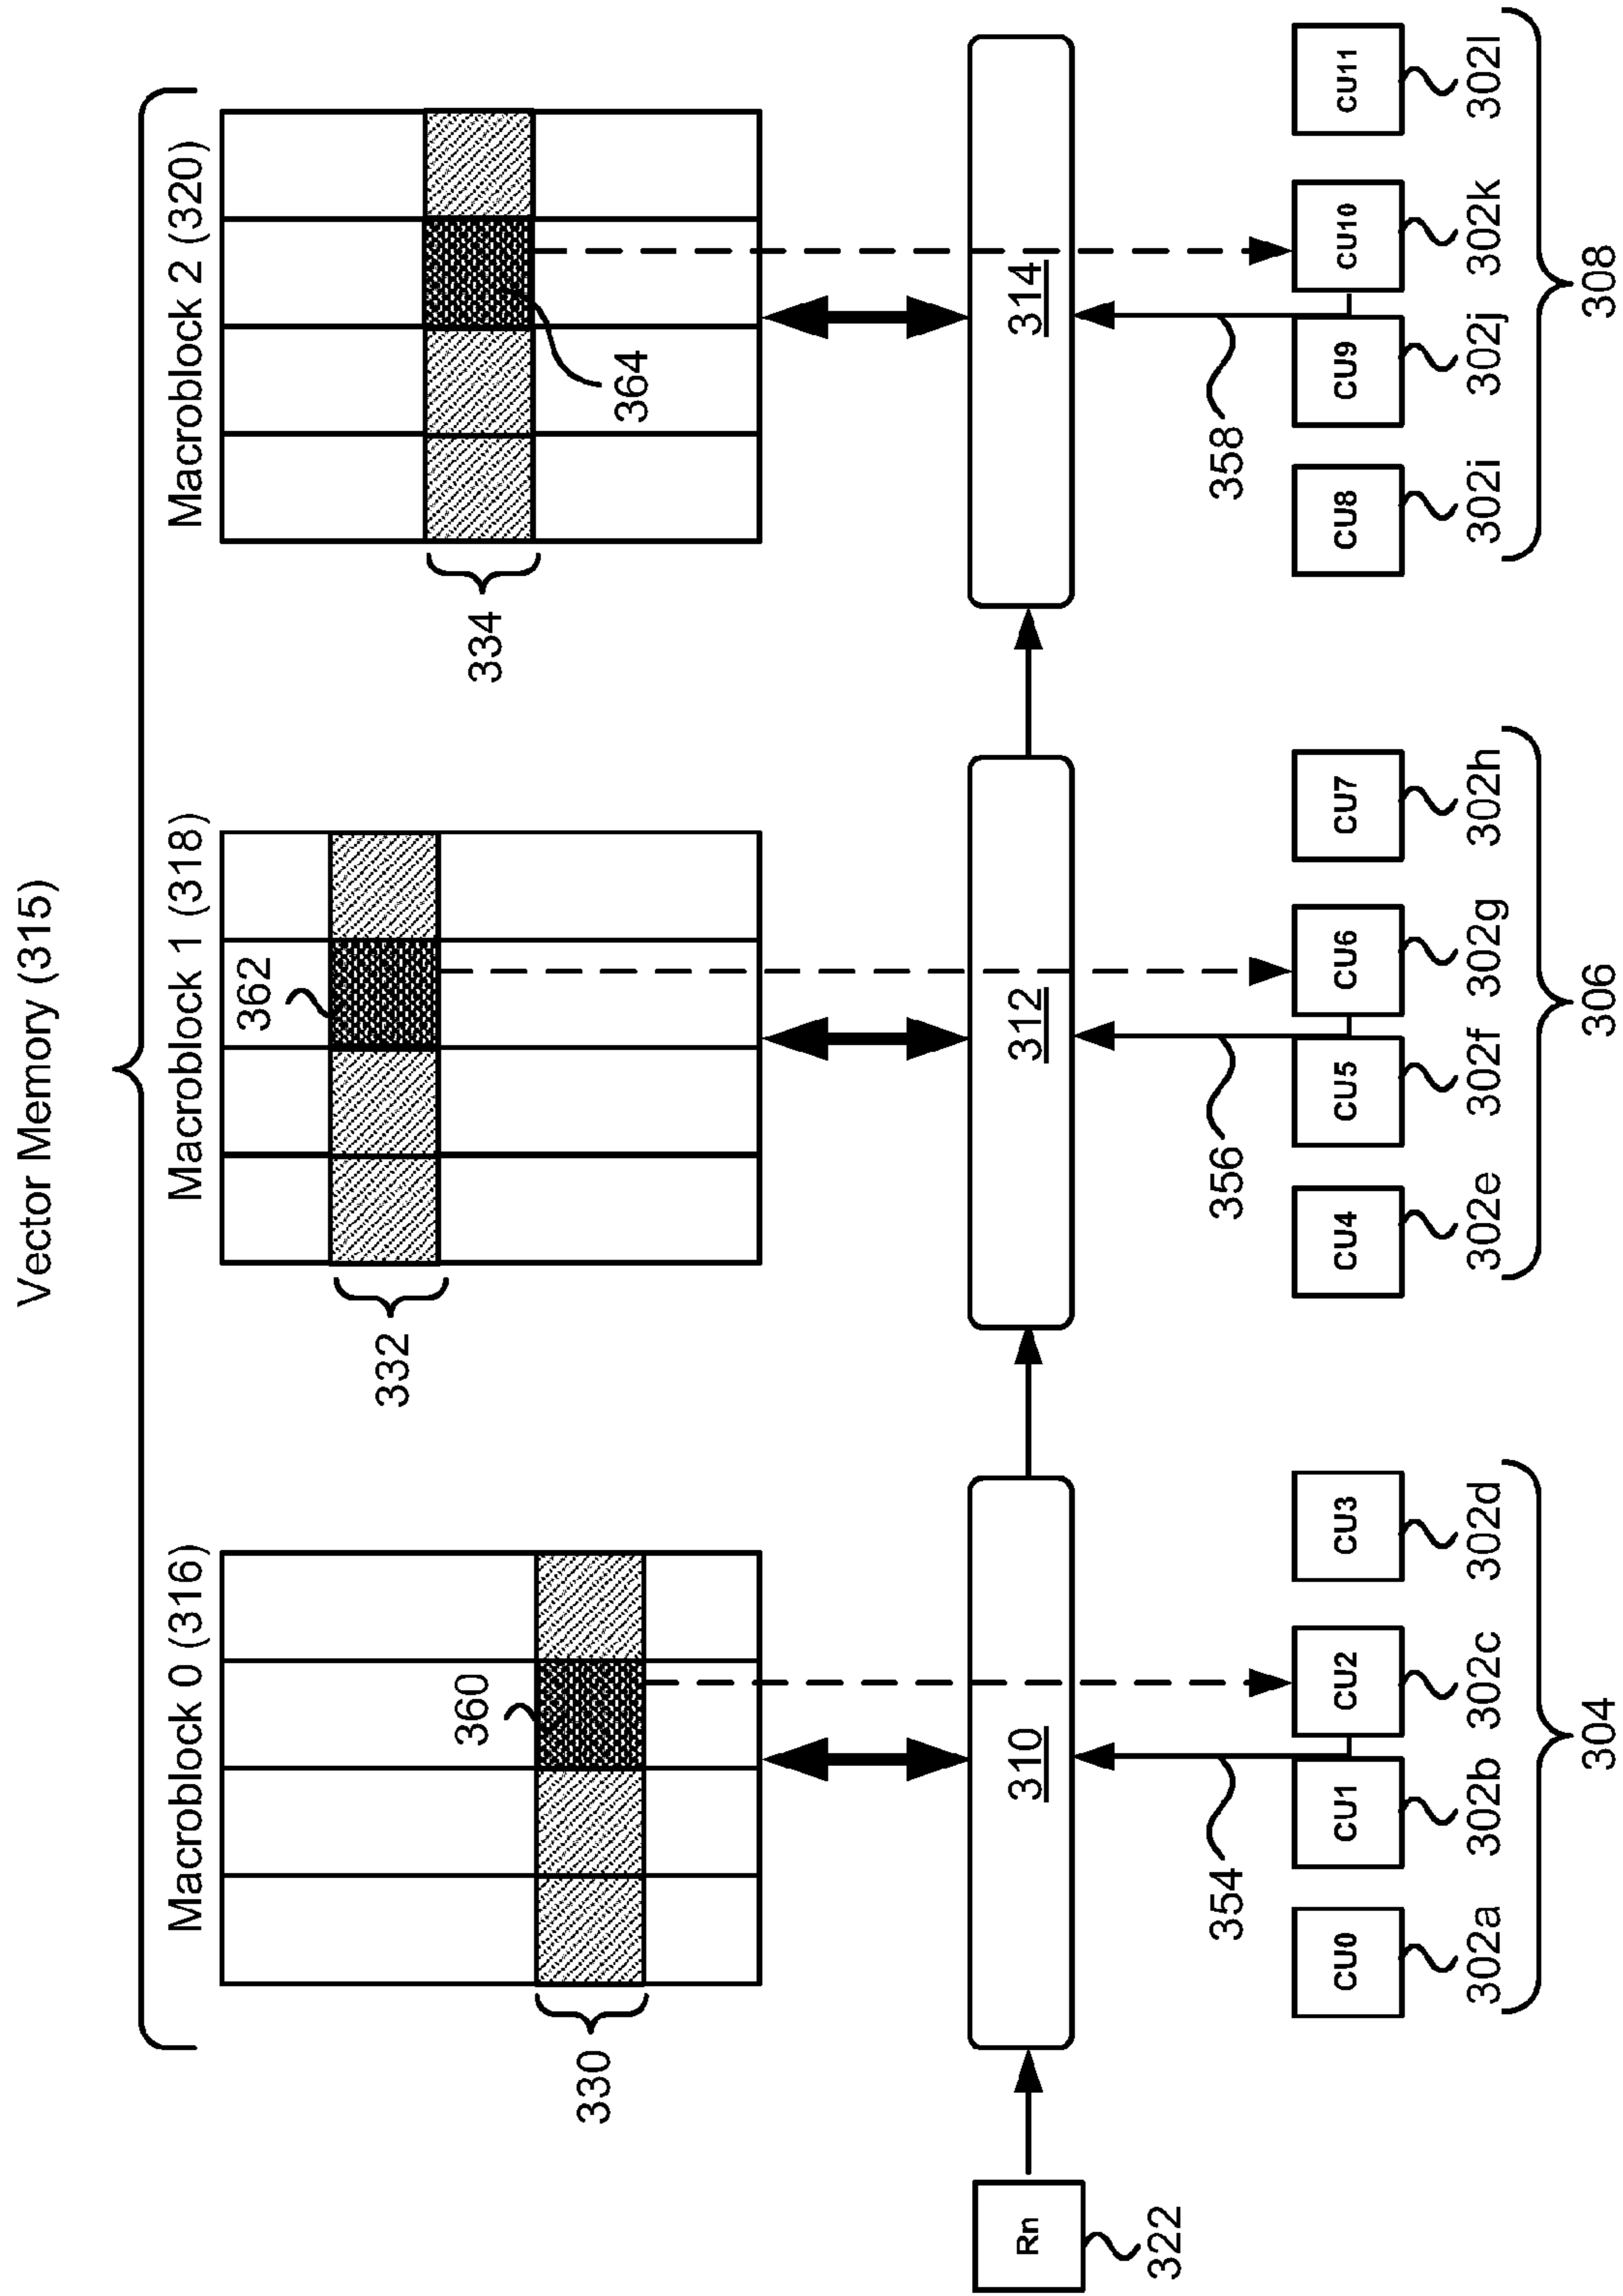 Vector Memory (315)
Macroblock 0 (316)
Macroblock 1 (318)
Macroblock 2 (320)
360
362
364
330
332
334
Rn
322
310
312
314
354
356
358
CU0
CU1
CU2
CU3
CU4
CU5
CU6
CU7
CU8
CU9
CU10
CU11
302a
302b
302c
302d
302e
302f
302g
302h
302i
302j
302k
302l
304
306
308